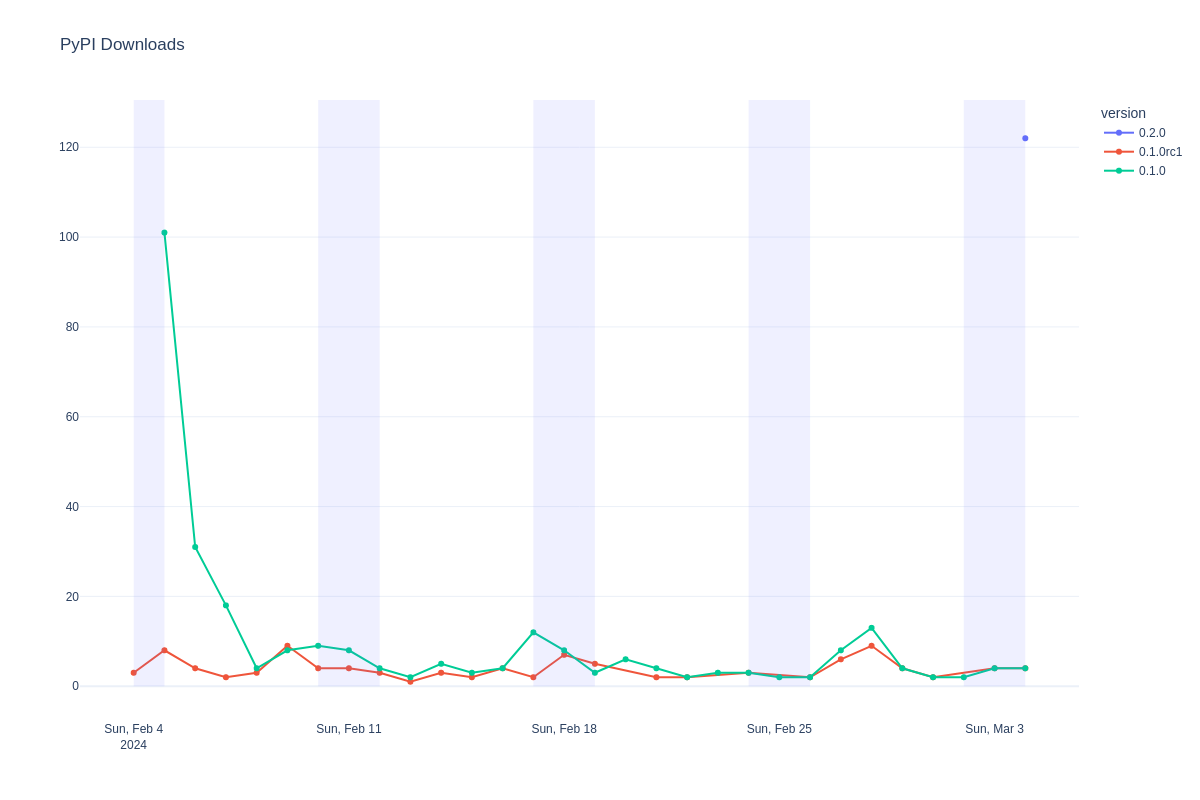 PyPI Downloads
version
0.2.0
0.1.0rc1
0.1.0
120
100
80
60
40
20
0
Sun, Feb 4
2024
Sun, Feb 11
Sun, Feb 18
Sun, Feb 25
Sun, Mar 3